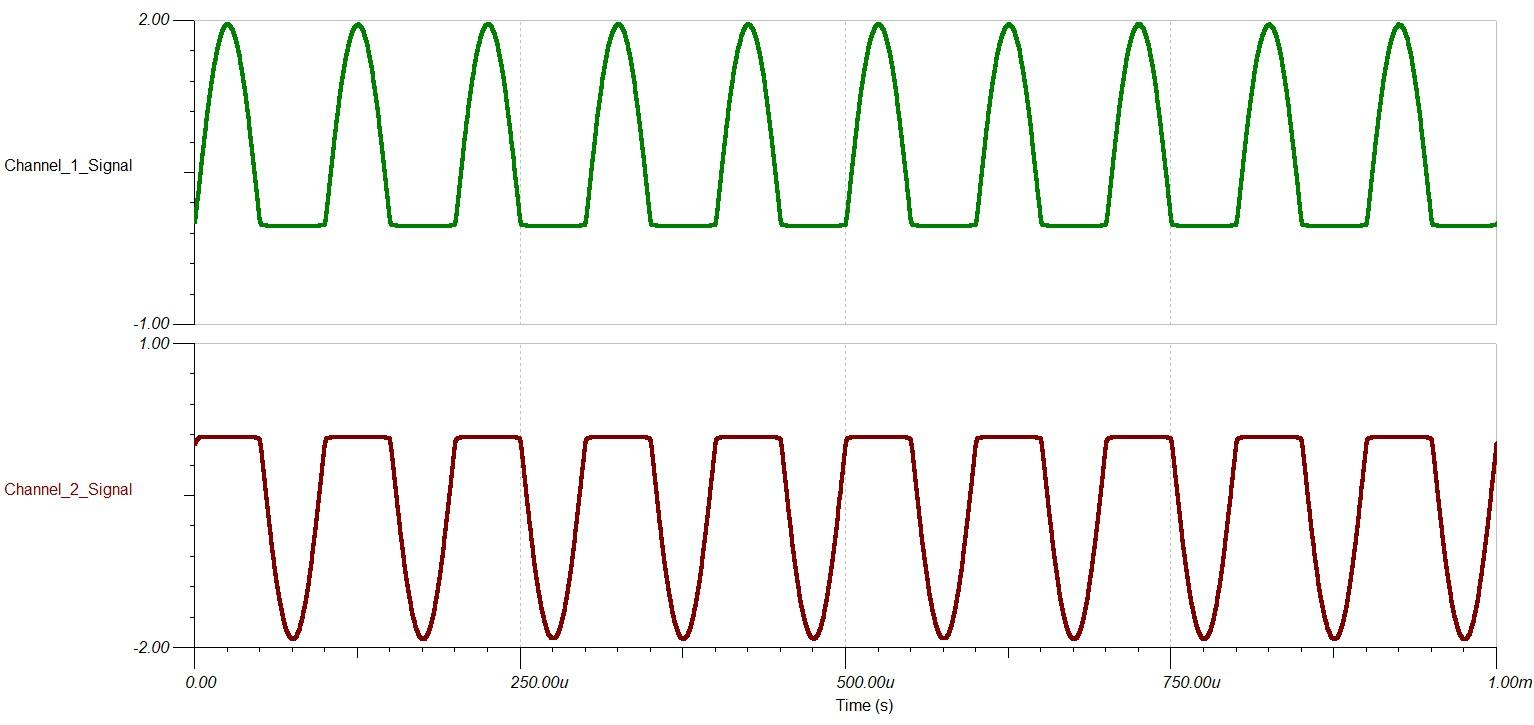 2.00
Channel_1_Signal
-1.00
1.00
Channel_2_Signal
-2.00
0.00 250.00u 500.00u 750.00u 1.00m
Time (s)